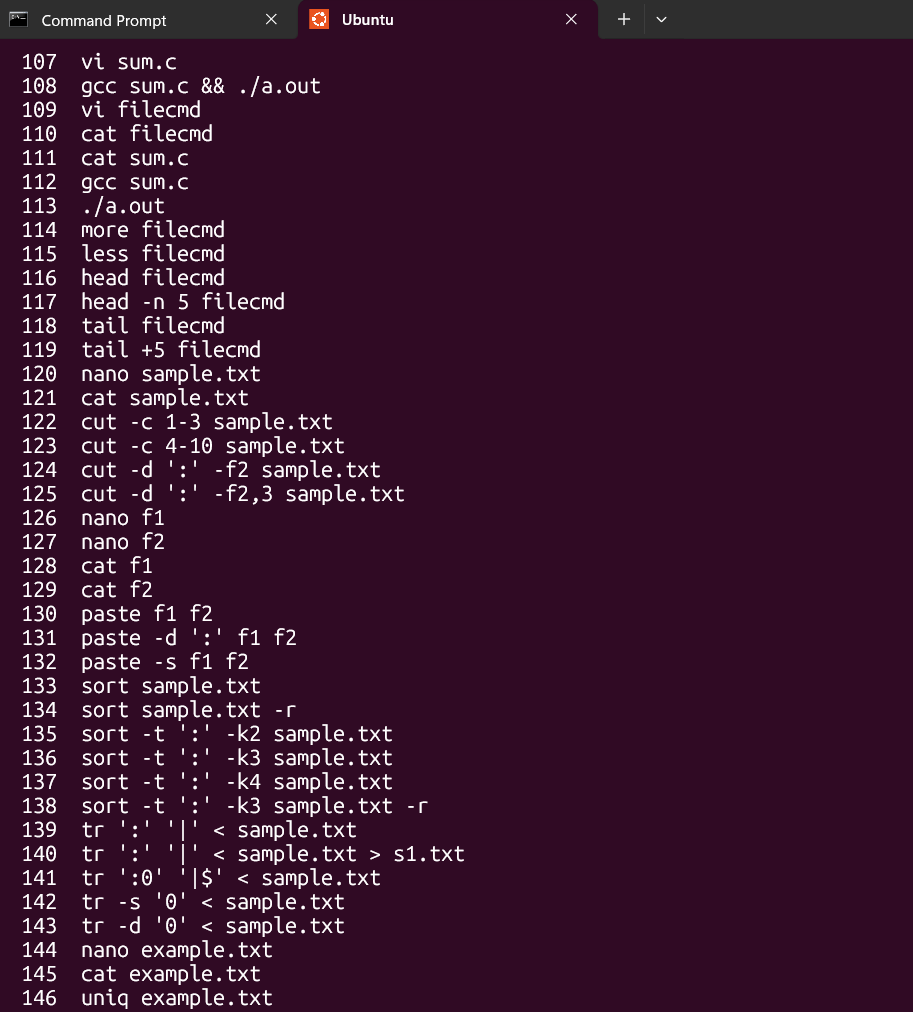 Command Prompt
Ubuntu
107 vi sum.c
108 gcc sum.c && ./a.out
109 vi filecmd
110 cat filecmd
111 cat sum.c
112 gcc sum.c
113 ./a.out
114 more filecmd
115 less filecmd
116 head filecmd
117 head -n 5 filecmd
118 tail filecmd
119 tail +5 filecmd
120 nano sample.txt
121 cat sample.txt
122 cut -c 1-3 sample.txt
123 cut -c 4-10 sample.txt
124 cut -d ':' -f2 sample.txt
125 cut -d ':' -f2,3 sample.txt
126 nano f1
127 nano f2
128 cat f1
129 cat f2
130 paste f1 f2
131 paste -d ':' f1 f2
132 paste -s f1 f2
133 sort sample.txt
134 sort sample.txt -r
135 sort -t ':' -k2 sample.txt
136 sort -t ':' -k3 sample.txt
137 sort -t ':' -k4 sample.txt
138 sort -t ':' -k3 sample.txt -r
139 tr ':' '|' < sample.txt
140 tr ':' '|' < sample.txt > s1.txt
141 tr ':0' '|$' < sample.txt
142 tr -s '0' < sample.txt
143 tr -d '0' < sample.txt
144 nano example.txt
145 cat example.txt
146 uniq example.txt